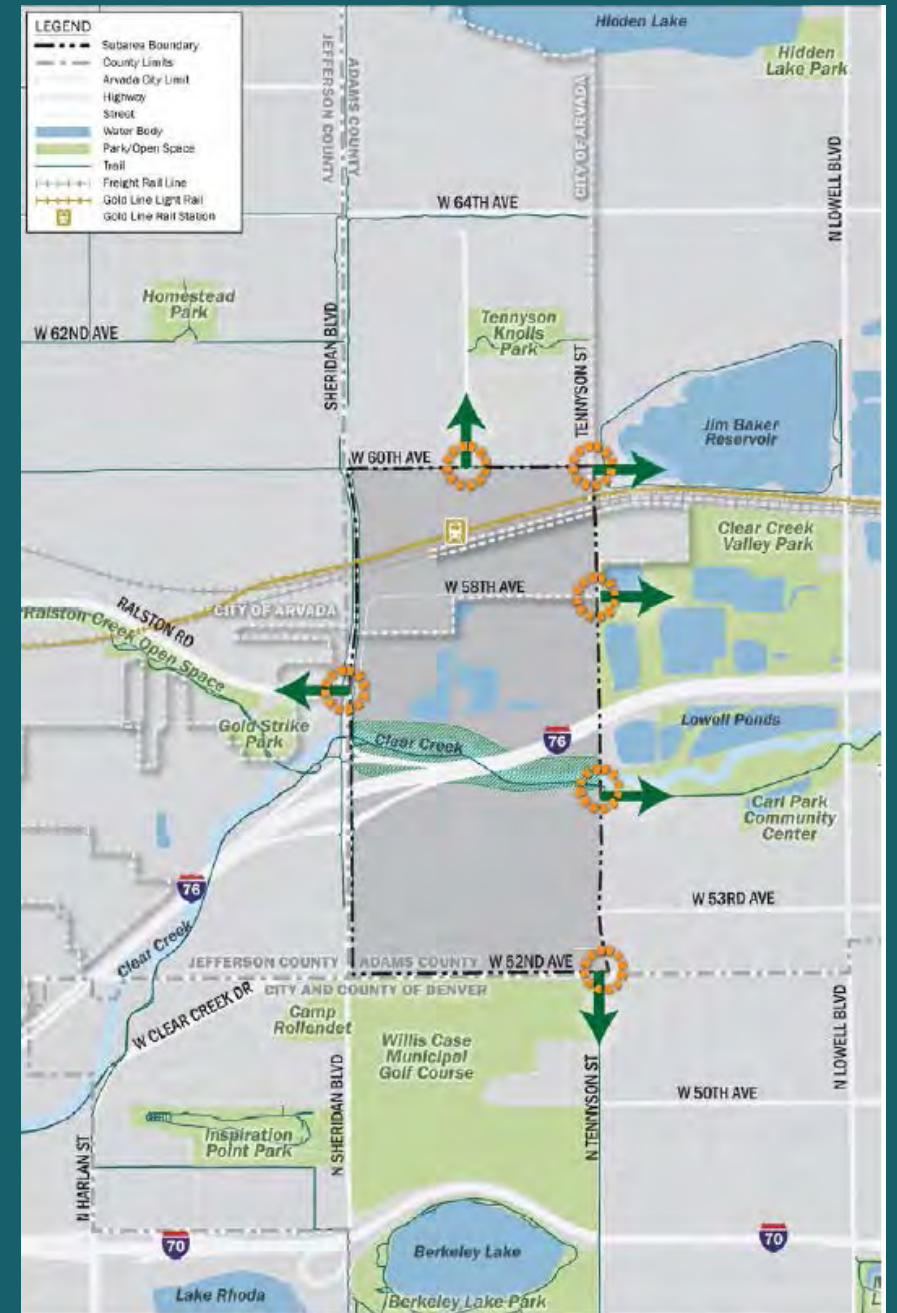 LEGEND
Subarea Boundary
County Limits
Arvada City Limit
Highway
Street
Water Body
Park/Open Space
Trail
Freight Rail Line
Gold Line Light Rail
Gold Line Rail Station
Hidden Lake
Hidden
Lake Park
JEFFERSON COUNTY
ADAMS COUNTY
CITY OF ARVADA
N LOWELL BLVD
W 64TH AVE
Homestead
Park
Tennyson
Knolls
Park
W 62ND AVE
SHERIDAN BLVD
TENNYSON ST
Jim Baker
Reservoir
W 60TH AVE
Clear Creek
Valley Park
W 58TH AVE
CITY OF ARVADA
RALSTON RD
Ralston Creek Open Space
Gold Strike
Park
Lowell Ponds
Clear Creek
76
Carl Park
Community
Center
76
W 53RD AVE
Clear Creek
JEFFERSON COUNTY
ADAMS COUNTY
W 52ND AVE
CITY AND COUNTY OF DENVER
W CLEAR CREEK DR
Camp
Rollendet
Willis Case
Municipal
Golf Course
N LOWELL BLVD
W 50TH AVE
N SHERIDAN BLVD
N TENNYSON ST
Inspiration
Point Park
N HARLAN ST
70
70
Berkeley Lake
Lake Rhoda
Berkeley Lake Park